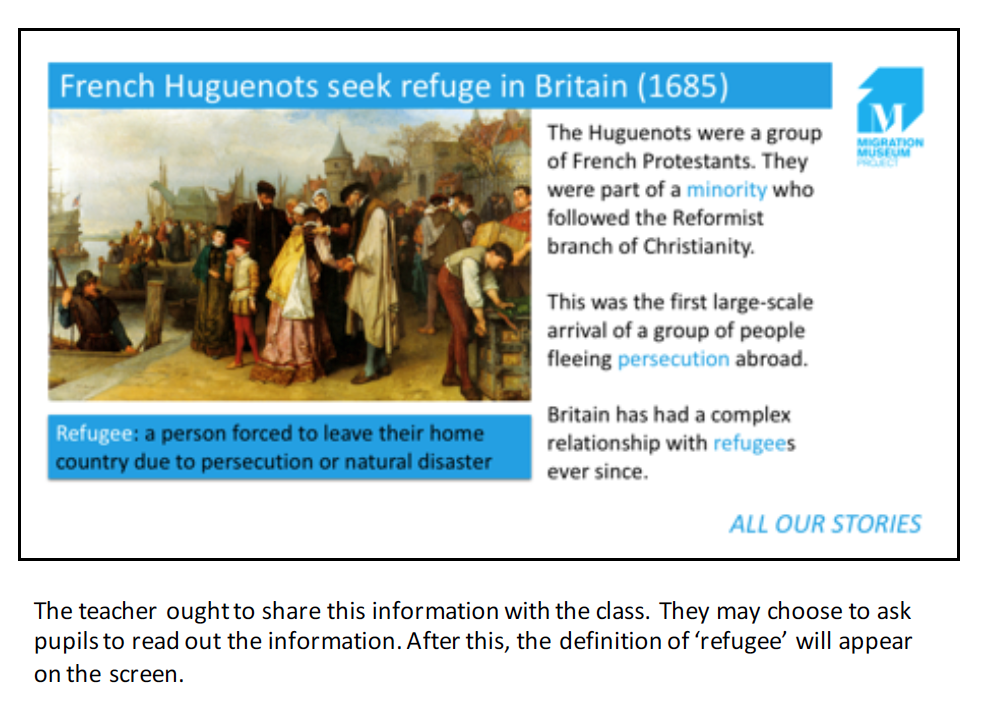 French Huguenots seek refuge in Britain (1685)
M
MIGRATION
MUSEUM
PROJECT
The Huguenots were a group
of French Protestants. They
were part of a minority who
followed the Reformist
branch of Christianity.
This was the first large-scale
arrival of a group of people
fleeing persecution abroad.
Britain has had a complex
relationship with refugees
ever since.
Refugee: a person forced to leave their home
country due to persecution or natural disaster
ALL OUR STORIES
The teacher ought to share this information with the class. They may choose to ask
pupils to read out the information. After this, the definition of ‘refugee’ will appear
on the screen.